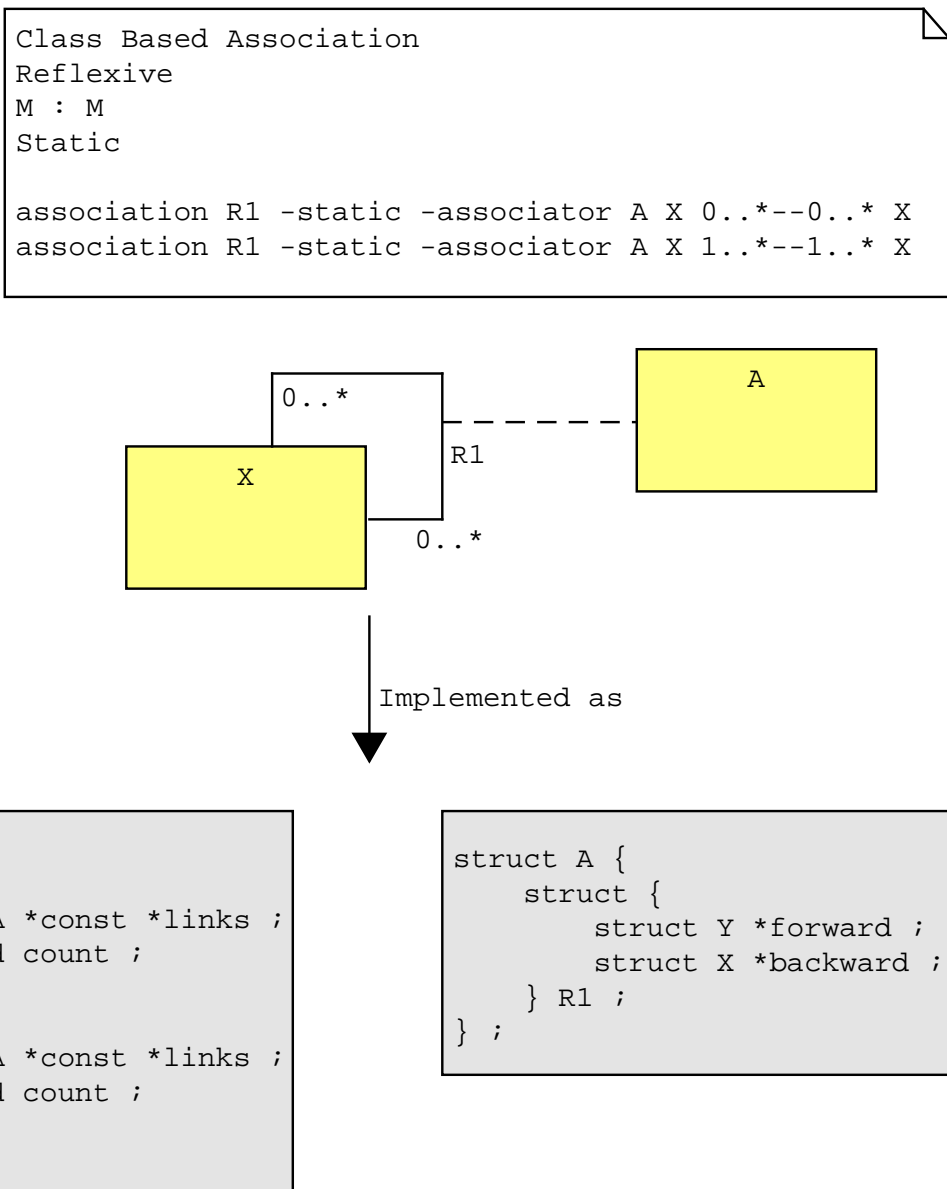 Class Based Association
Reflexive
M : M
Static
association R1 -static -associator A X 0..*--0..* X
association R1 -static -associator A X 1..*--1..* X
A
0..*
R1
X
0..*
Implemented as
*const *links ;
count ;
*const *links ;
count ;
struct A {
struct {
struct Y *forward ;
struct X *backward ;
} R1 ;
} ;